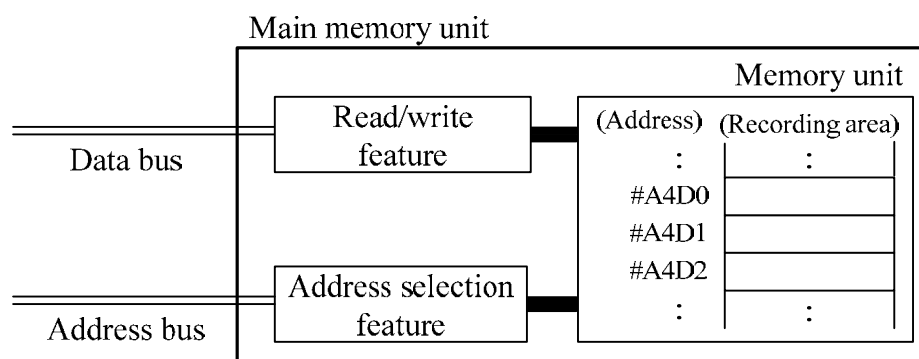 Main memory unit
Memory unit
Read/write
feature
Data bus
(Address) (Recording area)
: :
#A4D0
#A4D1
#A4D2
: :
Address selection
feature
Address bus